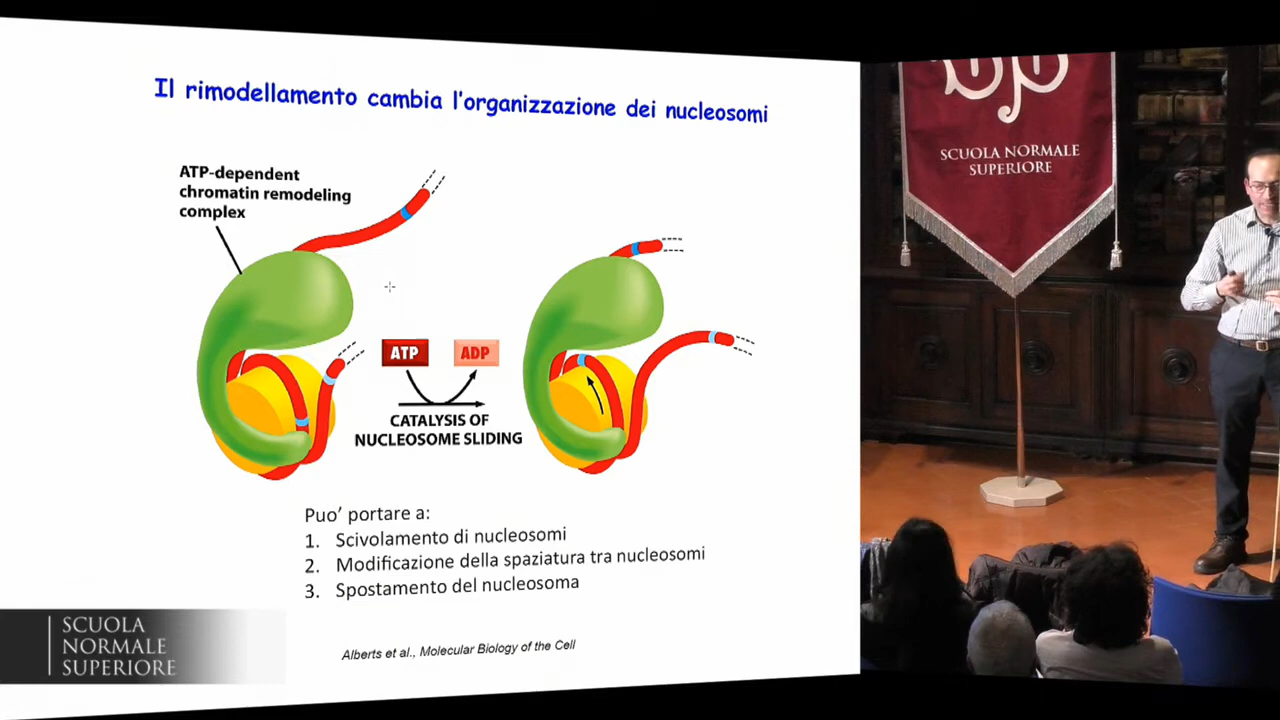 Il rimodellamento cambia l'organizzazione dei nucleosomi
ATP-dependent
chromatin remodeling
complex
ATP
ADP
CATALYSIS OF
NUCLEOSOME SLIDING
Puo' portare a:
1. Scivolamento di nucleosomi
2. Modificazione della spaziatura tra nucleosomi
3. Spostamento del nucleosoma
Alberts et al., Molecular Biology of the Cell
SCUOLA
NORMALE
SUPERIORE
SCUOLA NORMALE
SUPERIORE